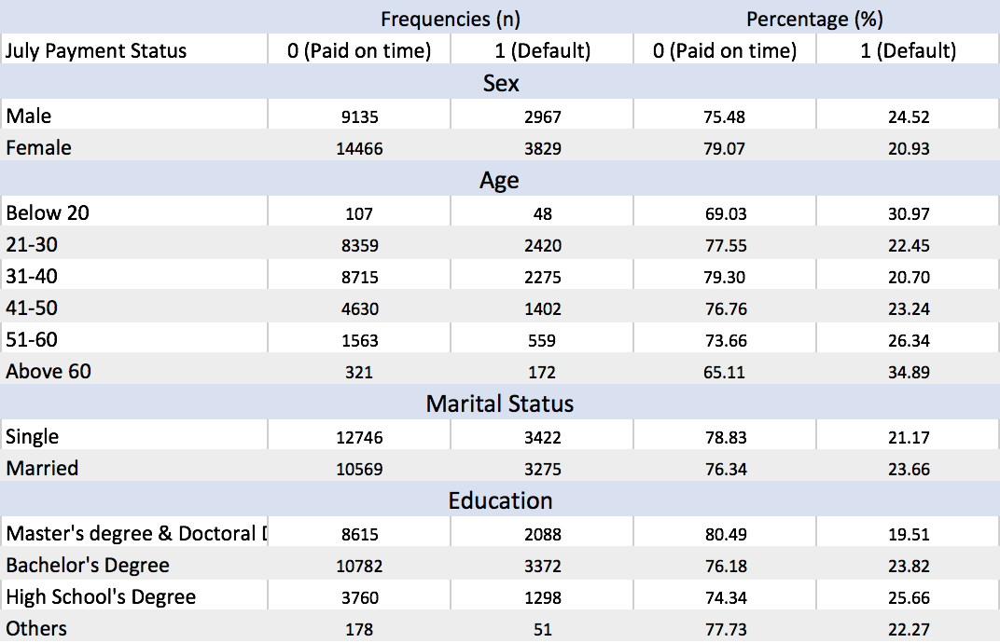 Frequencies (n) Percentage (%)
July Payment Status 0 (Paid on time) 1 (Default) 0 (Paid on time) 1 (Default)
Sex
Male 9135 2967 75.48 24.52
Female 14466 3829 79.07 20.93
Age
Below 20 107 48 69.03 30.97
21-30 8359 2420 77.55 22.45
31-40 8715 2275 79.30 20.70
41-50 4630 1402 76.76 23.24
51-60 1563 559 73.66 26.34
Above 60 321 172 65.11 34.89
Marital Status
Single 12746 3422 78.83 21.17
Married 10569 3275 76.34 23.66
Education
Master's degree & Doctoral 8615 2088 80.49 19.51
Bachelor's Degree 10782 3372 76.18 23.82
High School's Degree 3760 1298 74.34 25.66
Others 178 51 77.73 22.27